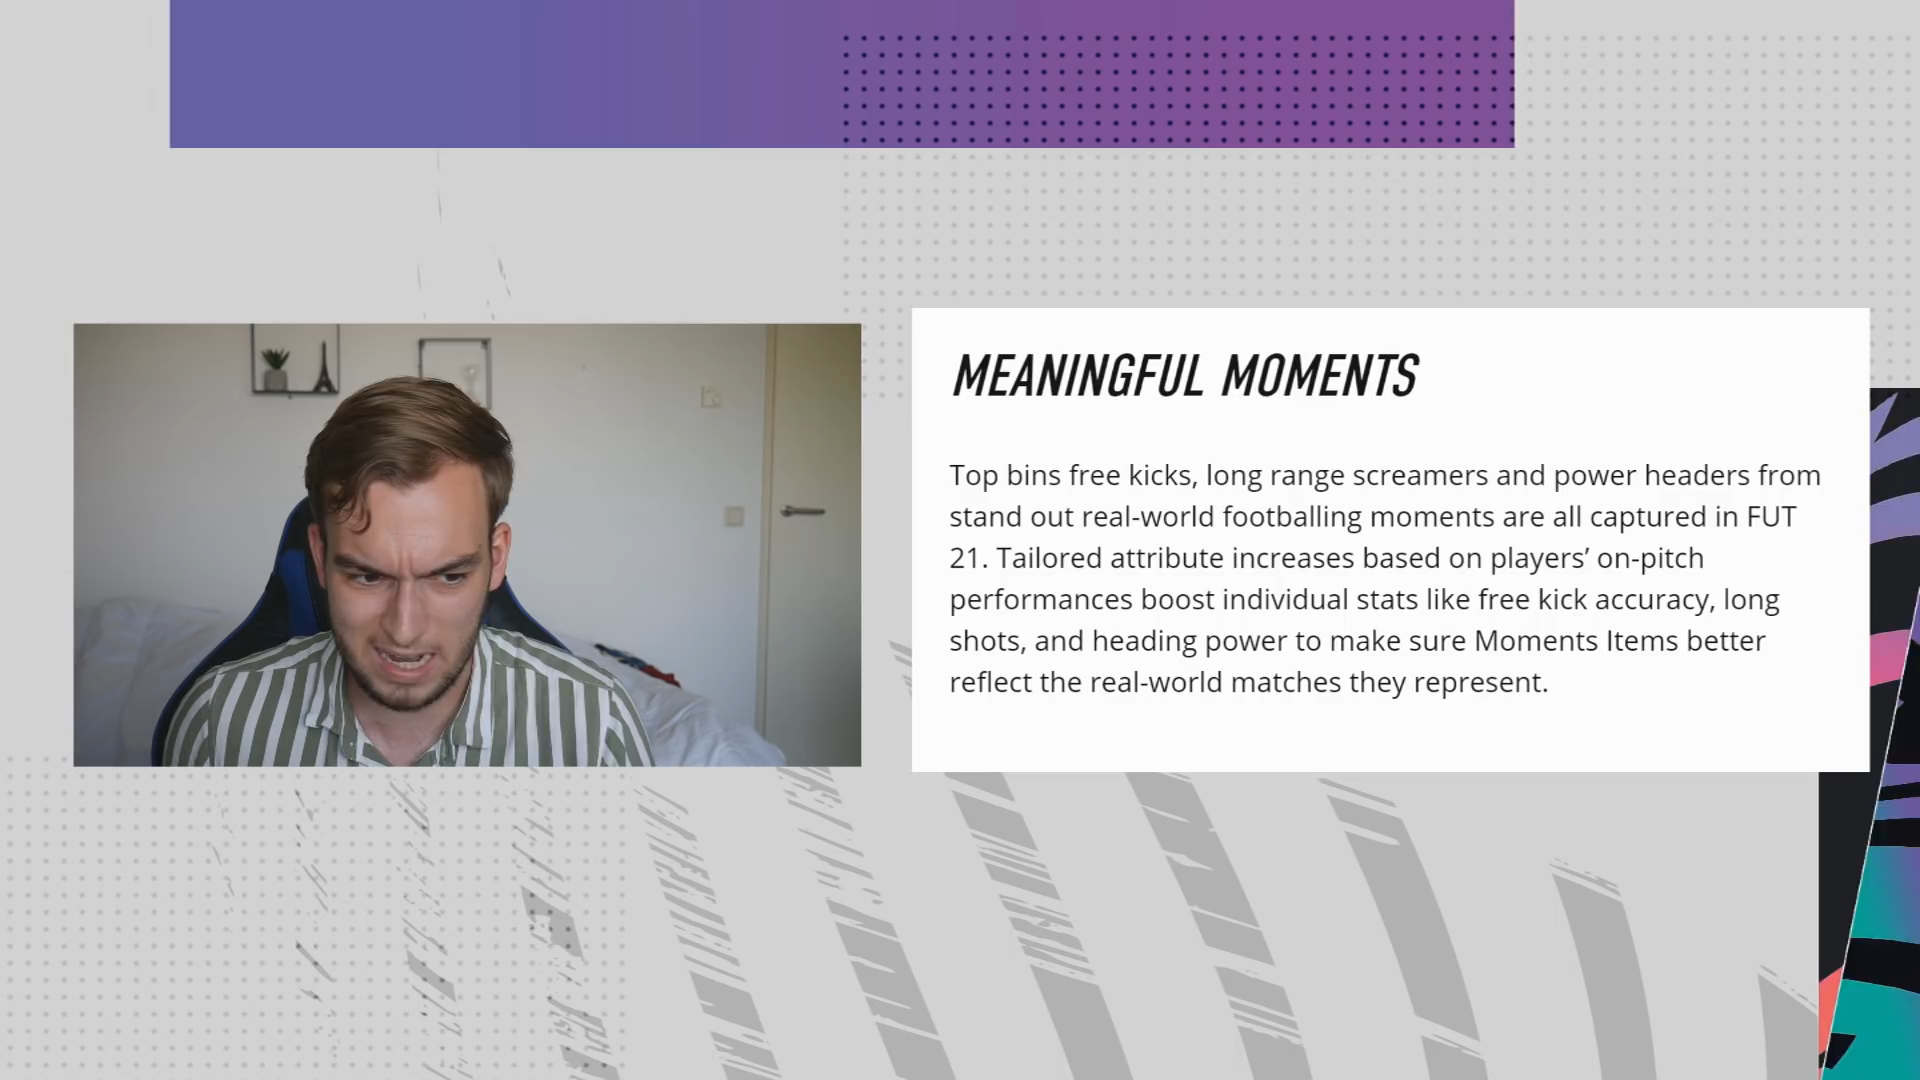 MEANINGFUL MOMENTS
Top bins free kicks, long range screamers and power headers from
stand out real-world footballing moments are all captured in FUT
21. Tailored attribute increases based on players’ on-pitch
performances boost individual stats like free kick accuracy, long
shots, and heading power to make sure Moments Items better
reflect the real-world matches they represent.